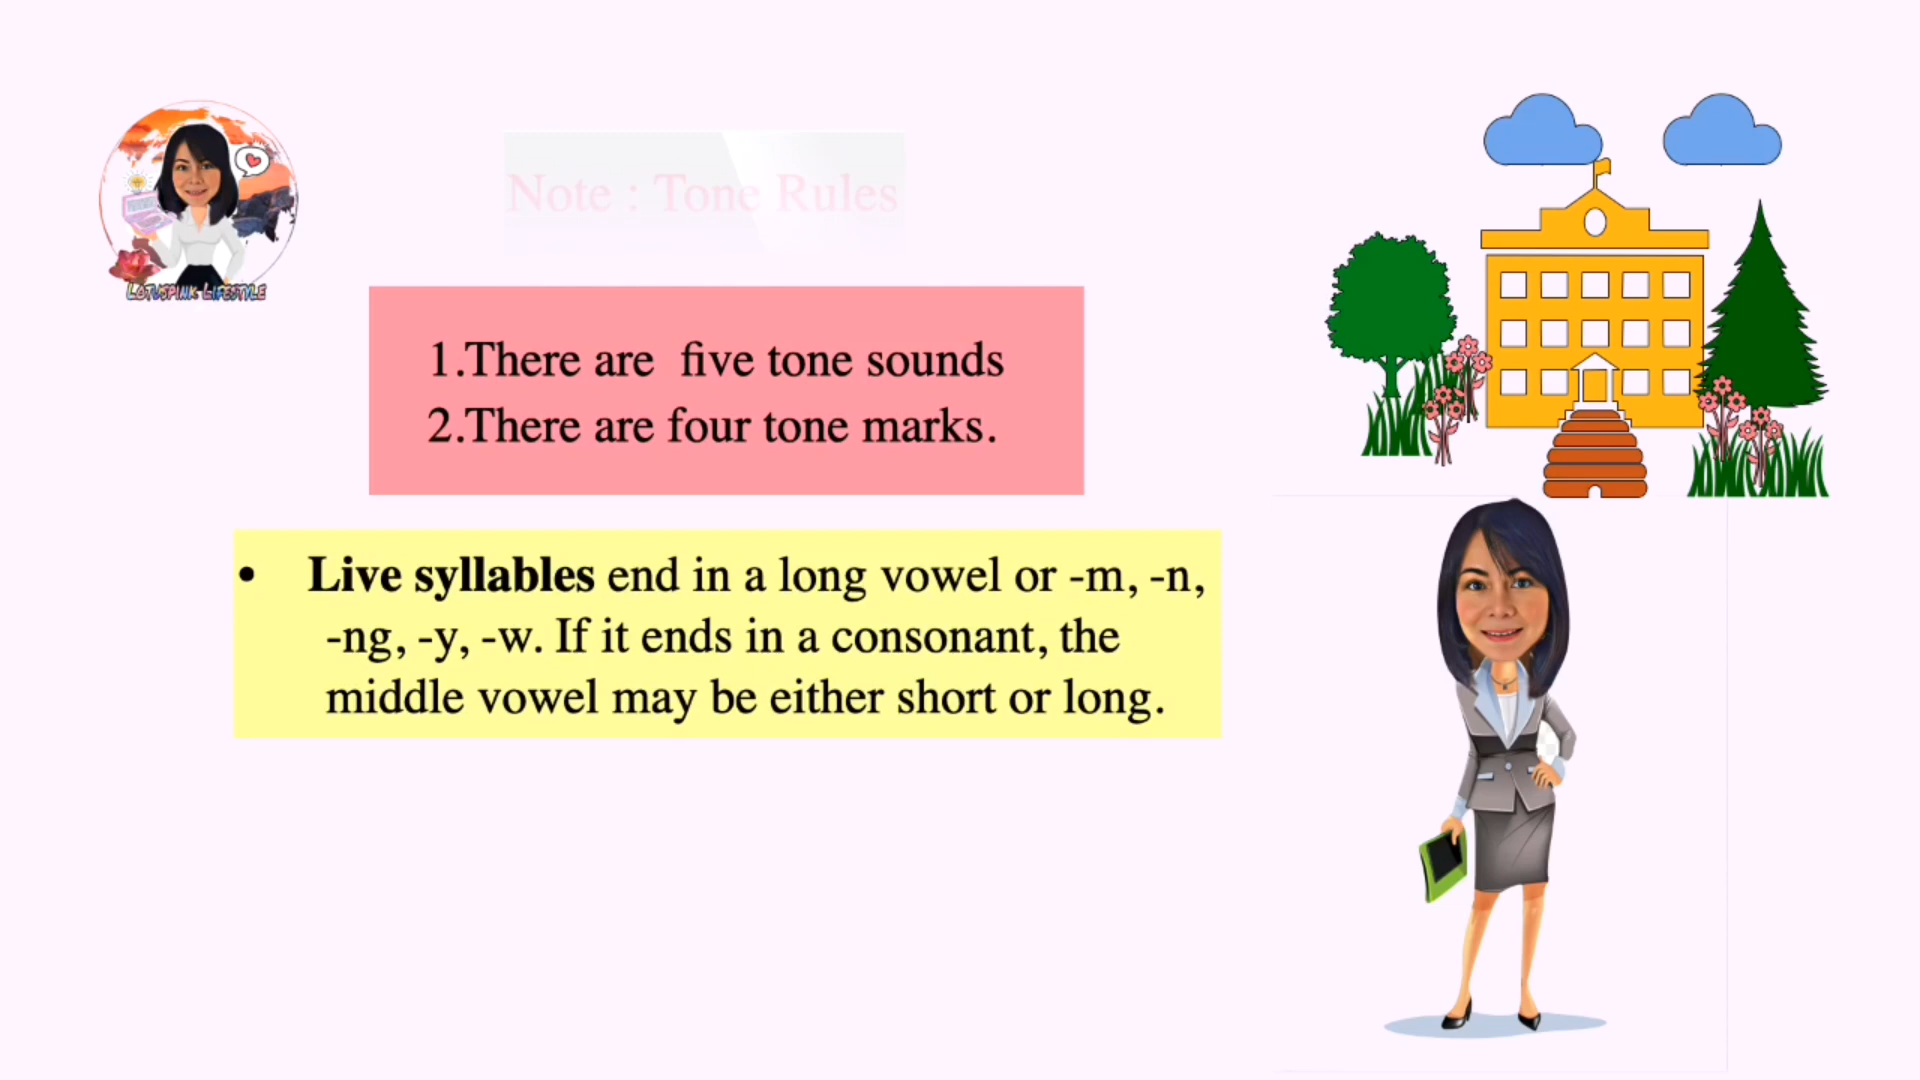 LOTUSPINK LIFESTYLE
Note : Tone Rules
1.There are five tone sounds
2.There are four tone marks.
• Live syllables end in a long vowel or -m, -n,
-ng, -y, -w. If it ends in a consonant, the
middle vowel may be either short or long.